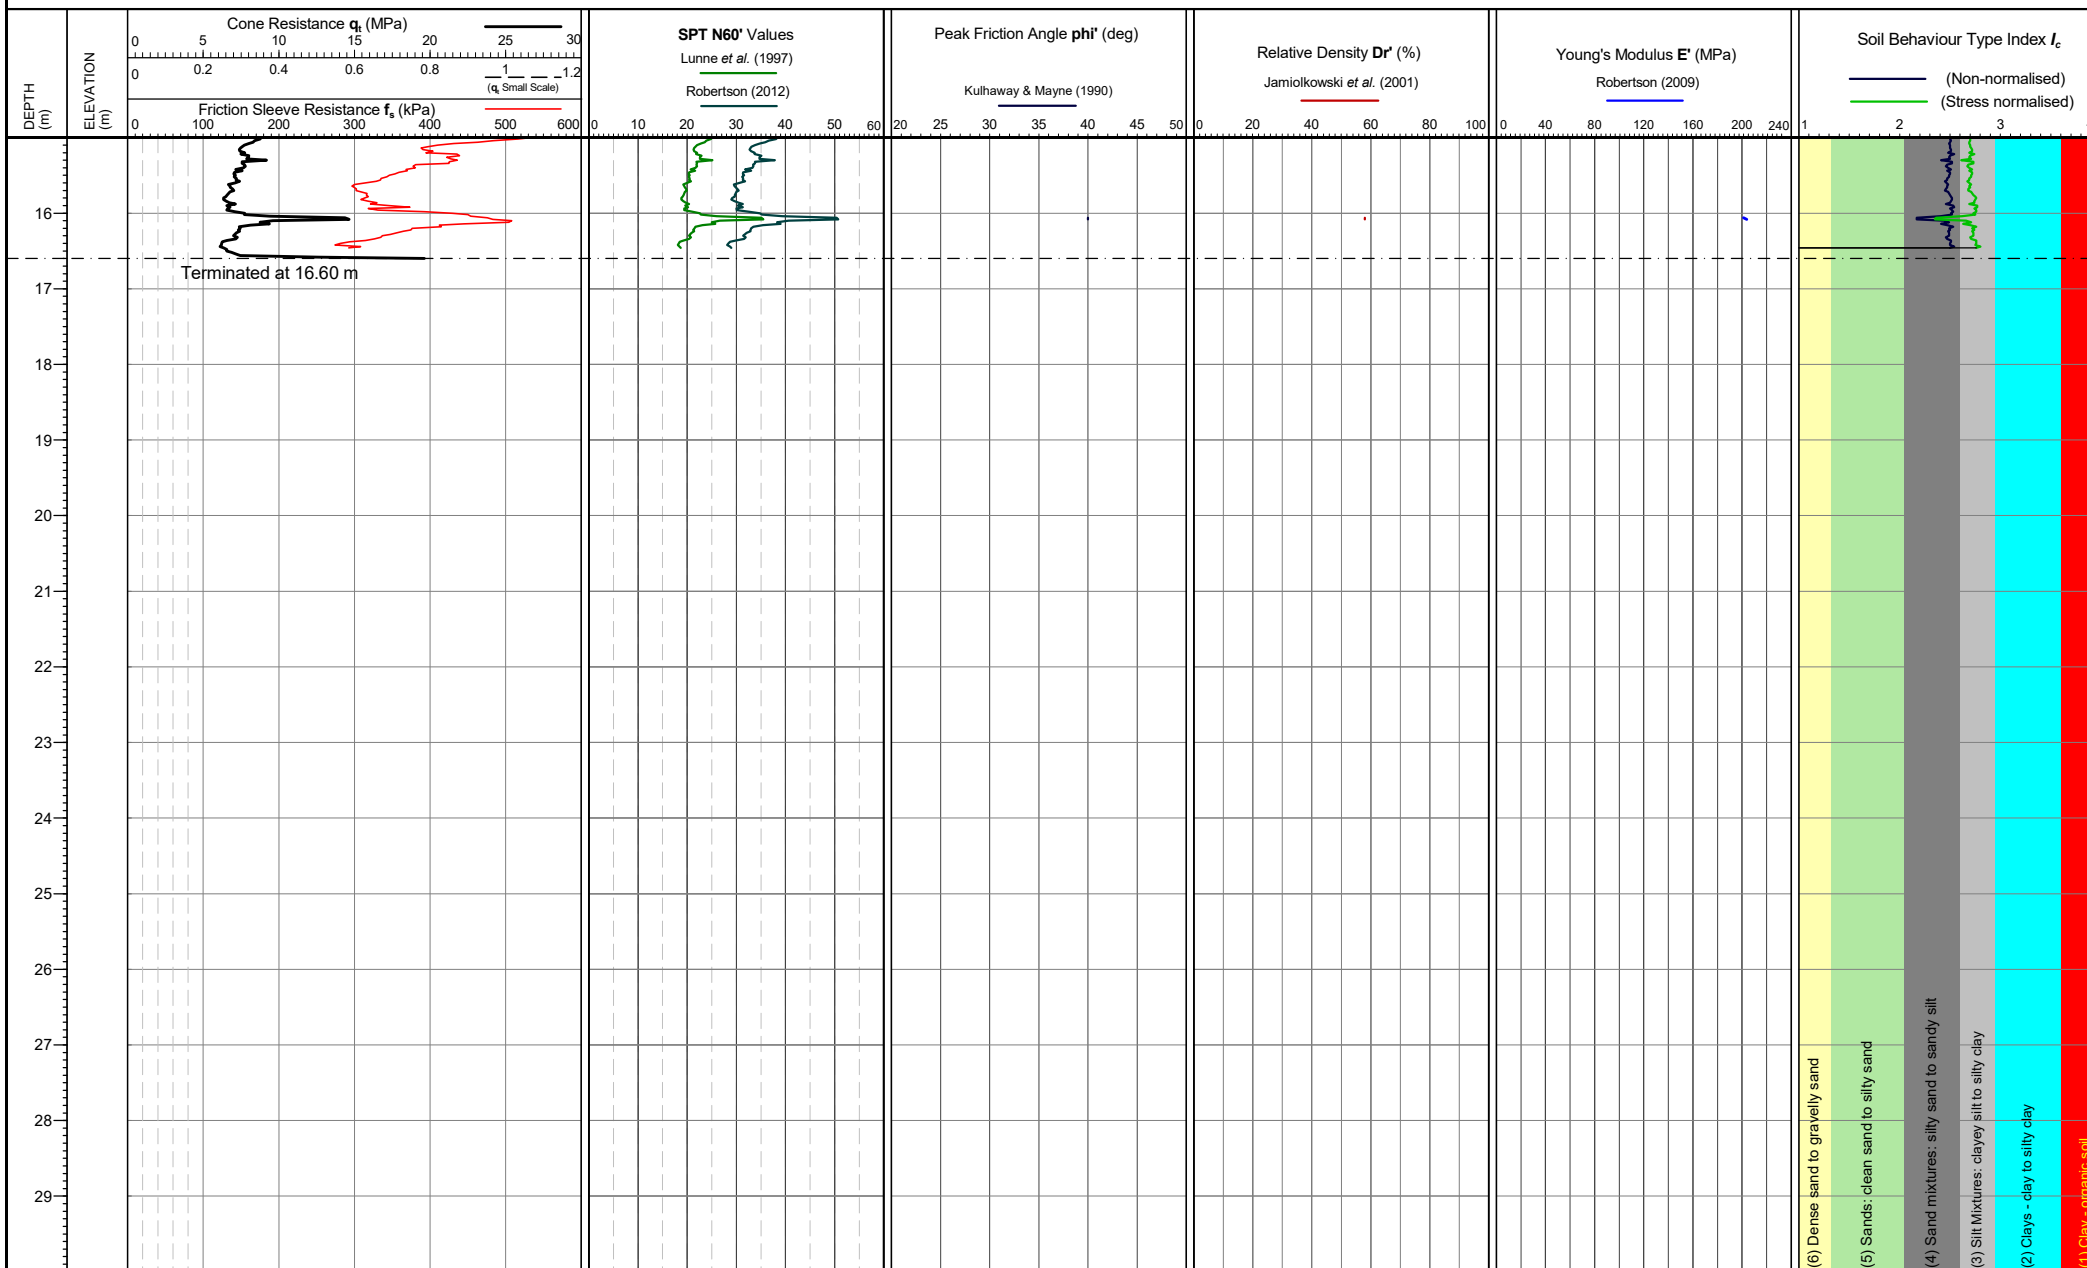 DEPTH
(m)
ELEVATION
(m)
Cone Resistance qt (MPa)
0 5 10 15 20 25 30
0 0.2 0.4 0.6 0.8 1 1.2
(qt Small Scale)
Friction Sleeve Resistance fs (kPa)
0 100 200 300 400 500 600
SPT N60' Values
Lunne et al. (1997)
Robertson (2012)
0 10 20 30 40 50 60
Peak Friction Angle phi' (deg)
Kulhaway & Mayne (1990)
20 25 30 35 40 45 50
Relative Density Dr' (%)
Jamiolkowski et al. (2001)
0 20 40 60 80 100
Young's Modulus E' (MPa)
Robertson (2009)
0 40 80 120 160 200 240
Soil Behaviour Type Index Ic
(Non-normalised)
(Stress normalised)
1 2 3
16
Terminated at 16.60 m
17
18
19
20
21
22
23
24
25
26
27
28
29
(6) Dense sand to gravelly sand
(5) Sands: clean sand to silty sand
(4) Sand mixtures: silty sand to sandy silt
(3) Silt Mixtures: clayey silt to silty clay
(2) Clays - clay to silty clay
(1) Clay - organic soil